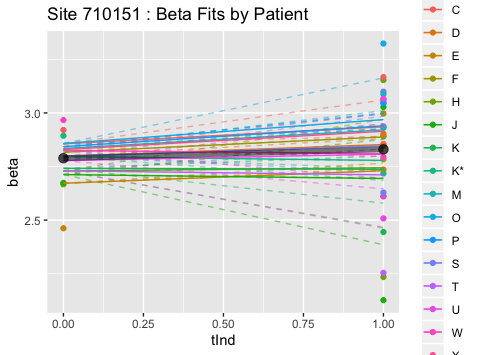 Site 710151 : Beta Fits by Patient
beta
3.0
2.5
0.00
0.25
0.50
0.75
1.00
tInd
C
D
E
F
H
J
K
K*
M
O
P
S
T
U
W